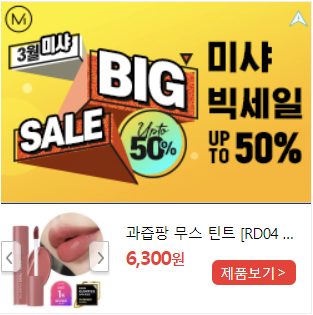 M
3월 미샤
BIG
SALE
Upto
50%
미샤
빅세일
UP TO 50%
과즙팡 무스 틴트 [RD04 ...
6,300원
제품보기 >